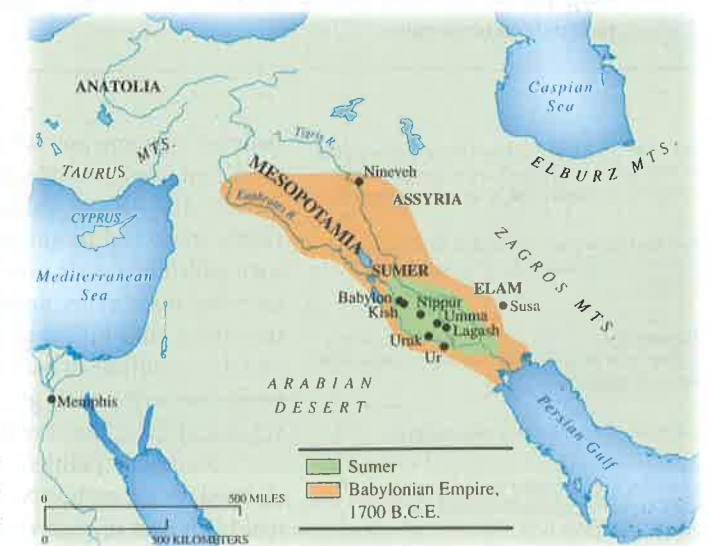 ANATOLIA
Caspian
Sea
TAURUS MTS.
Tigris R.
ELBURZ MTS.
Nineveh
MESOPOTAMIA
ASSYRIA
CYPRUS
Euphrates R.
ZAGROS MTS.
Mediterranean
Sea
SUMER
ELAM
Babylon
Nippur
Susa
Kish
Umma
Lagash
Uruk
Ur
ARABIAN
DESERT
Memphis
Persian Gulf
Sumer
Babylonian Empire,
1700 B.C.E.
0 500 MILES
0 500 KILOMETERS